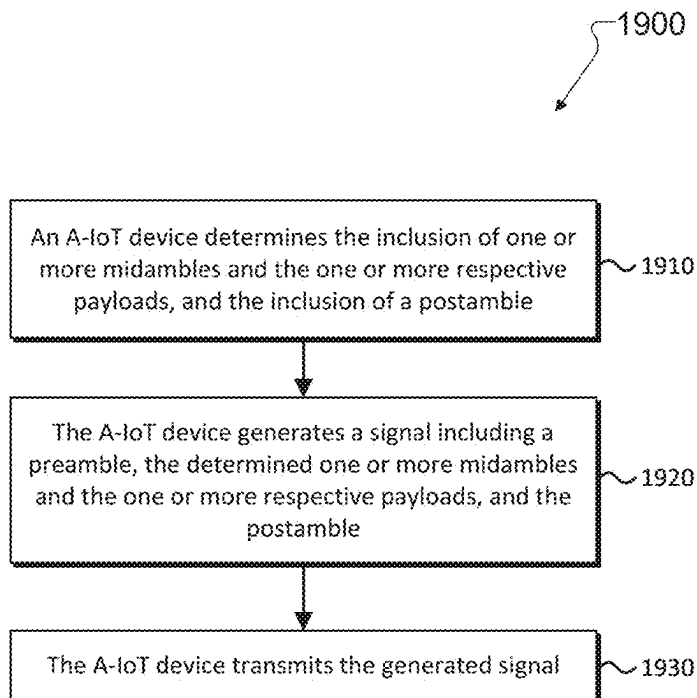 1900
An A-IoT device determines the inclusion of one or
more midambles and the one or more respective
payloads, and the inclusion of a postamble
1910
The A-IoT device generates a signal including a
preamble, the determined one or more midambles
and the one or more respective payloads, and the
postamble
1920
The A-IoT device transmits the generated signal
1930